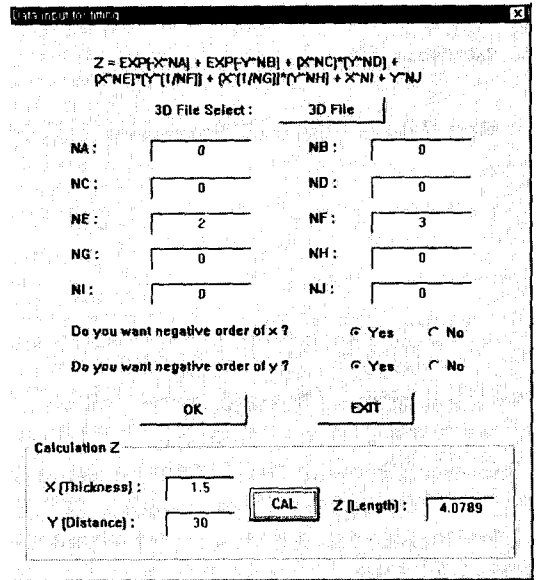 Data input for fitting
Z = EXP(-X^NA) + EXP(-Y^NB) + (X^NC)*(Y^ND) +
(X^NE)*(Y^(1/NF)) + (X^(1/NG))*(Y^NH) + X^NI + Y^NJ
3D File Select : 3D File
NA : 0 NB : 0
NC : 0 ND : 0
NE : 2 NF : 3
NG : 0 NH : 0
NI : 0 NJ : 0
Do you want negative order of x ? Yes No
Do you want negative order of y ? Yes No
OK EXIT
Calculation Z
X (Thickness) : 1.5
CAL Z (Length) : 4.0789
Y (Distance) : 30